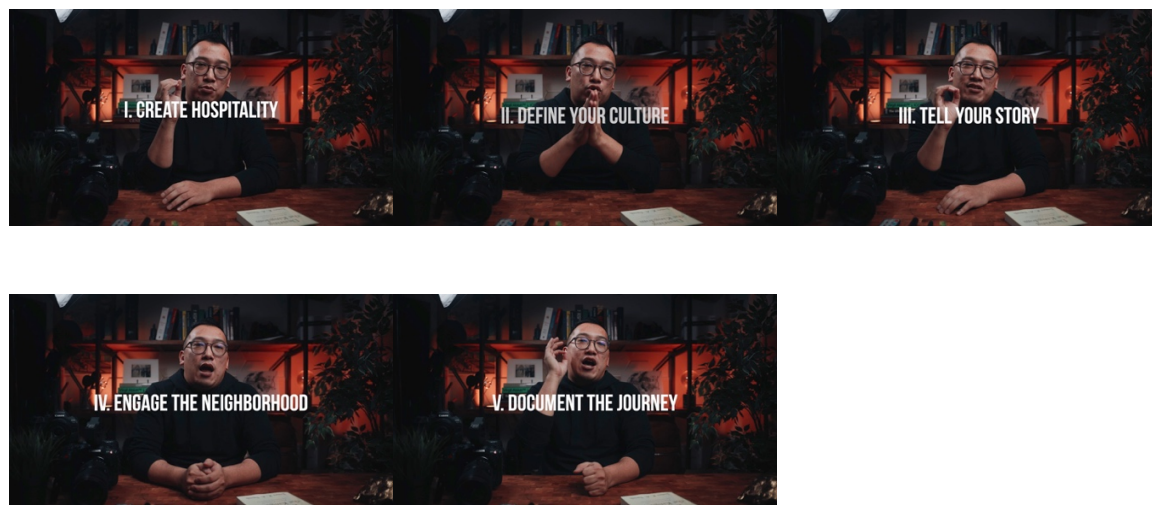 I. CREATE HOSPITALITY
II. DEFINE YOUR CULTURE
III. TELL YOUR STORY
IV. ENGAGE THE NEIGHBORHOOD
V. DOCUMENT THE JOURNEY